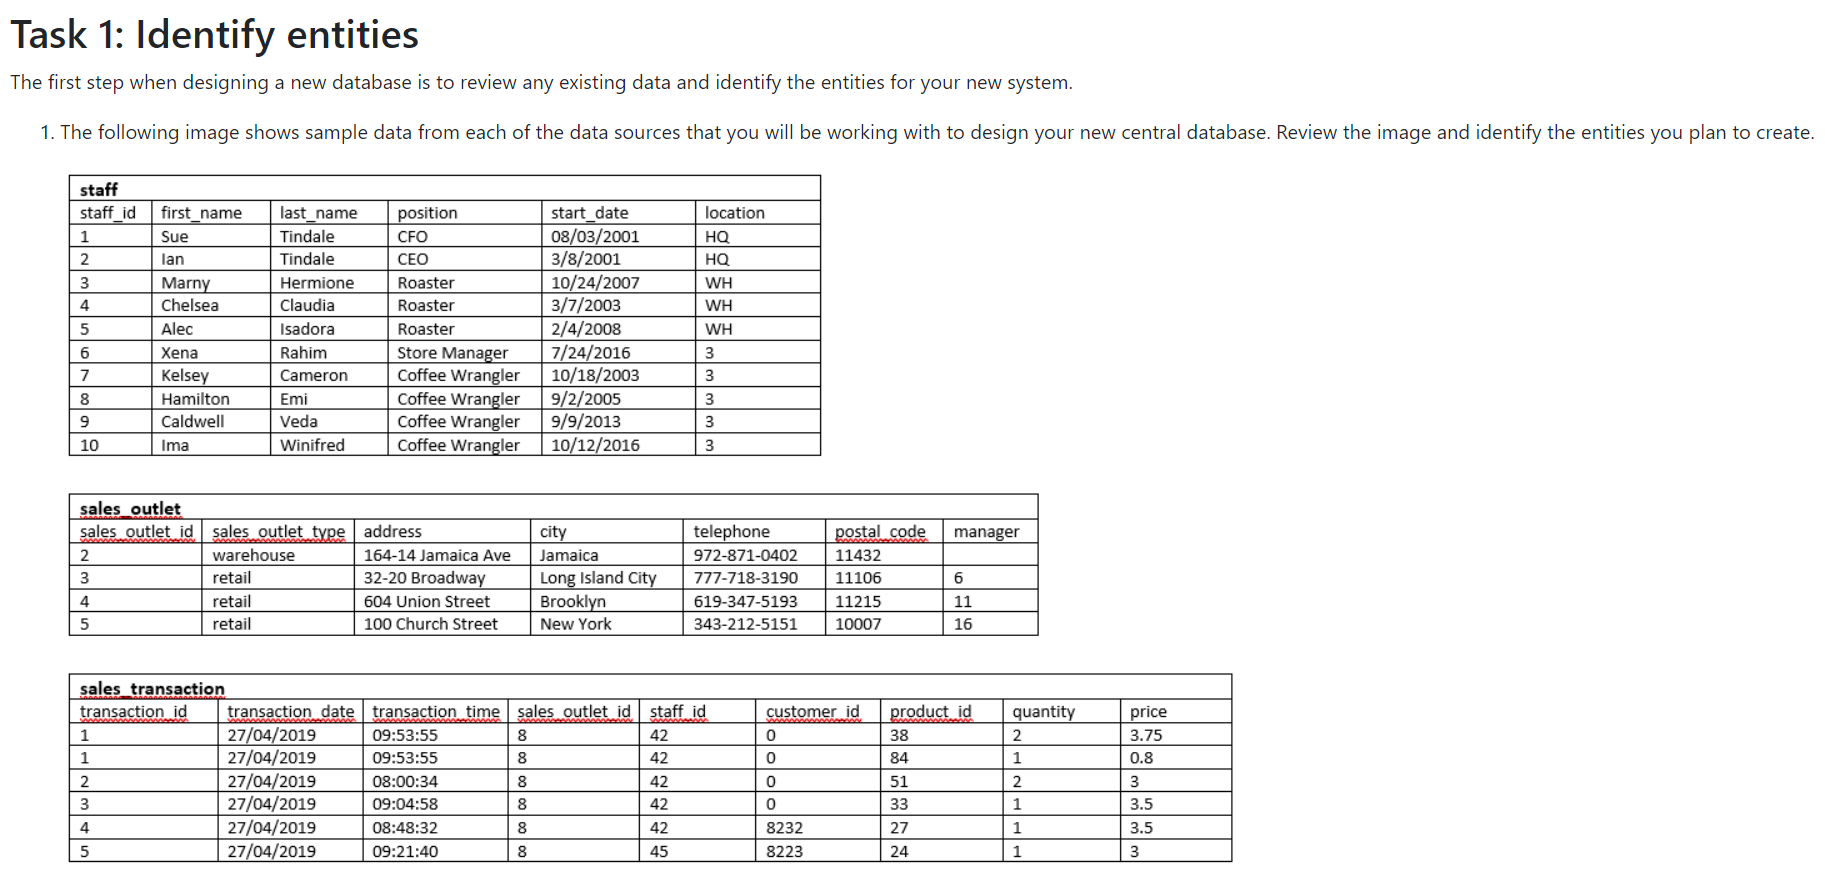 Task 1: Identify entities
The first step when designing a new database is to review any existing data and identify the entities for your new system.
1. The following image shows sample data from each of the data sources that you will be working with to design your new central database. Review the image and identify the entities you plan to create.
staff
staff_id first_name last_name position start_date location
1 Sue Tindale CFO 08/03/2001 HQ
2 Ian Tindale CEO 3/8/2001 HQ
3 Marny Hermione Roaster 10/24/2007 WH
4 Chelsea Claudia Roaster 3/7/2003 WH
5 Alec Isadora Roaster 2/4/2008 WH
6 Xena Rahim Store Manager 7/24/2016 3
7 Kelsey Cameron Coffee Wrangler 10/18/2003 3
8 Hamilton Emi Coffee Wrangler 9/2/2005 3
9 Caldwell Veda Coffee Wrangler 9/9/2013 3
10 Ima Winifred Coffee Wrangler 10/12/2016 3
sales_outlet
sales_outlet_id sales_outlet_type address city telephone postal_code manager
2 warehouse 164-14 Jamaica Ave Jamaica 972-871-0402 11432
3 retail 32-20 Broadway Long Island City 777-718-3190 11106 6
4 retail 604 Union Street Brooklyn 619-347-5193 11215 11
5 retail 100 Church Street New York 343-212-5151 10007 16
sales_transaction
transaction_id transaction_date transaction_time sales_outlet_id staff_id customer_id product_id quantity price
1 27/04/2019 09:53:55 8 42 0 38 2 3.75
1 27/04/2019 09:53:55 8 42 0 84 1 0.8
2 27/04/2019 08:00:34 8 42 0 51 2 3
3 27/04/2019 09:04:58 8 42 0 33 1 3.5
4 27/04/2019 08:48:32 8 42 8232 27 1 3.5
5 27/04/2019 09:21:40 8 45 8223 24 1 3